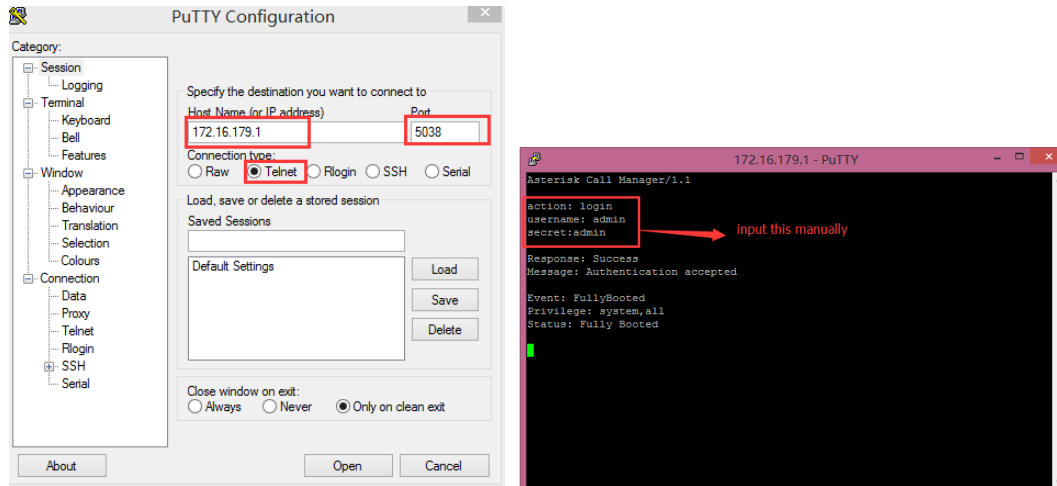 PuTTY Configuration
Category:
Session
Logging
Terminal
Keyboard
Bell
Features
Window
Appearance
Behaviour
Translation
Selection
Colours
Connection
Data
Proxy
Telnet
Rlogin
SSH
Serial
Specify the destination you want to connect to
Host Name (or IP address) Port
172.16.179.1 5038
Connection type:
Raw Telnet Rlogin SSH Serial
Load, save or delete a stored session
Saved Sessions
Default Settings
Load
Save
Delete
Close window on exit:
Always Never Only on clean exit
About Open Cancel
172.16.179.1 - PuTTY
Asterisk Call Manager/1.1
action: login
username: admin
secret:admin
input this manually
Response: Success
Message: Authentication accepted
Event: FullyBooted
Privilege: system,all
Status: Fully Booted